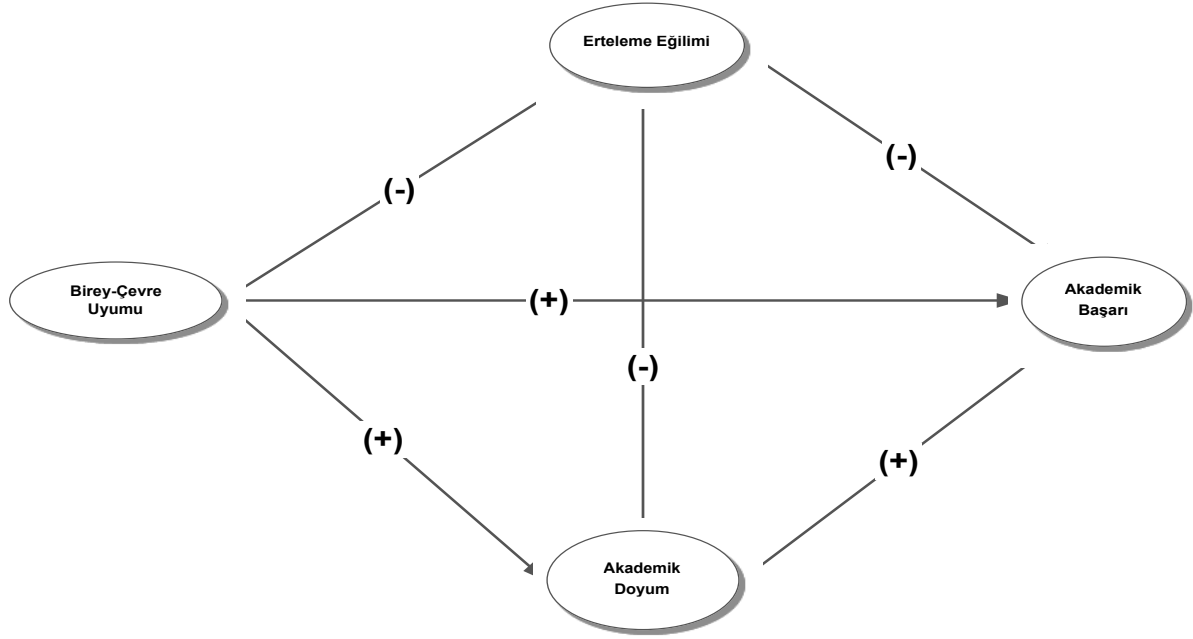 Erteleme Eğilimi
(-)
(-)
Birey-Çevre
Uyumu
(+)
Akademik
Başarı
(-)
(+)
(+)
Akademik
Doyum